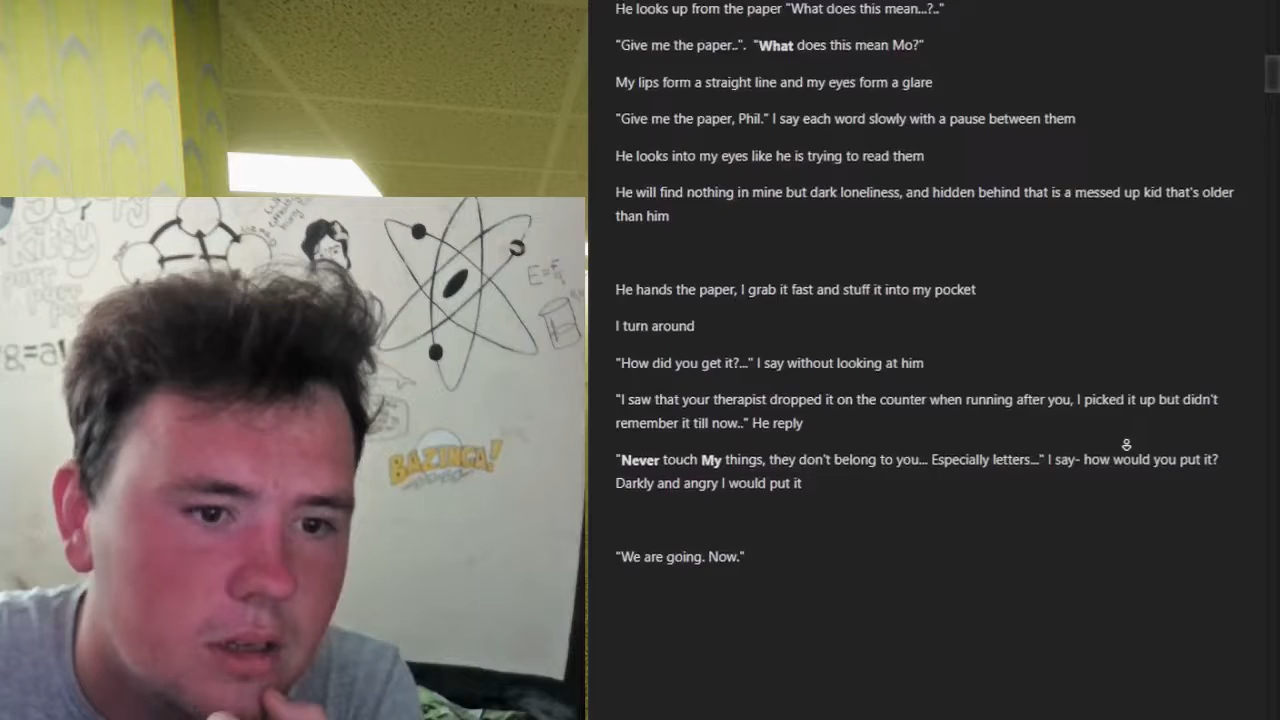 He looks up from the paper "What does this mean...?.."
"Give me the paper..". "What does this mean Mo?"
My lips form a straight line and my eyes form a glare
"Give me the paper, Phil." I say each word slowly with a pause between them
He looks into my eyes like he is trying to read them
He will find nothing in mine but dark loneliness, and hidden behind that is a messed up kid that's older
than him
He hands the paper, I grab it fast and stuff it into my pocket
I turn around
"How did you get it?..." I say without looking at him
"I saw that your therapist dropped it on the counter when running after you, I picked it up but didn't
remember it till now.." He reply
"Never touch My things, they don't belong to you... Especially letters..." I say- how would you put it?
Darkly and angry I would put it
"We are going. Now."
kitty
purr
purr
BAZINGA!